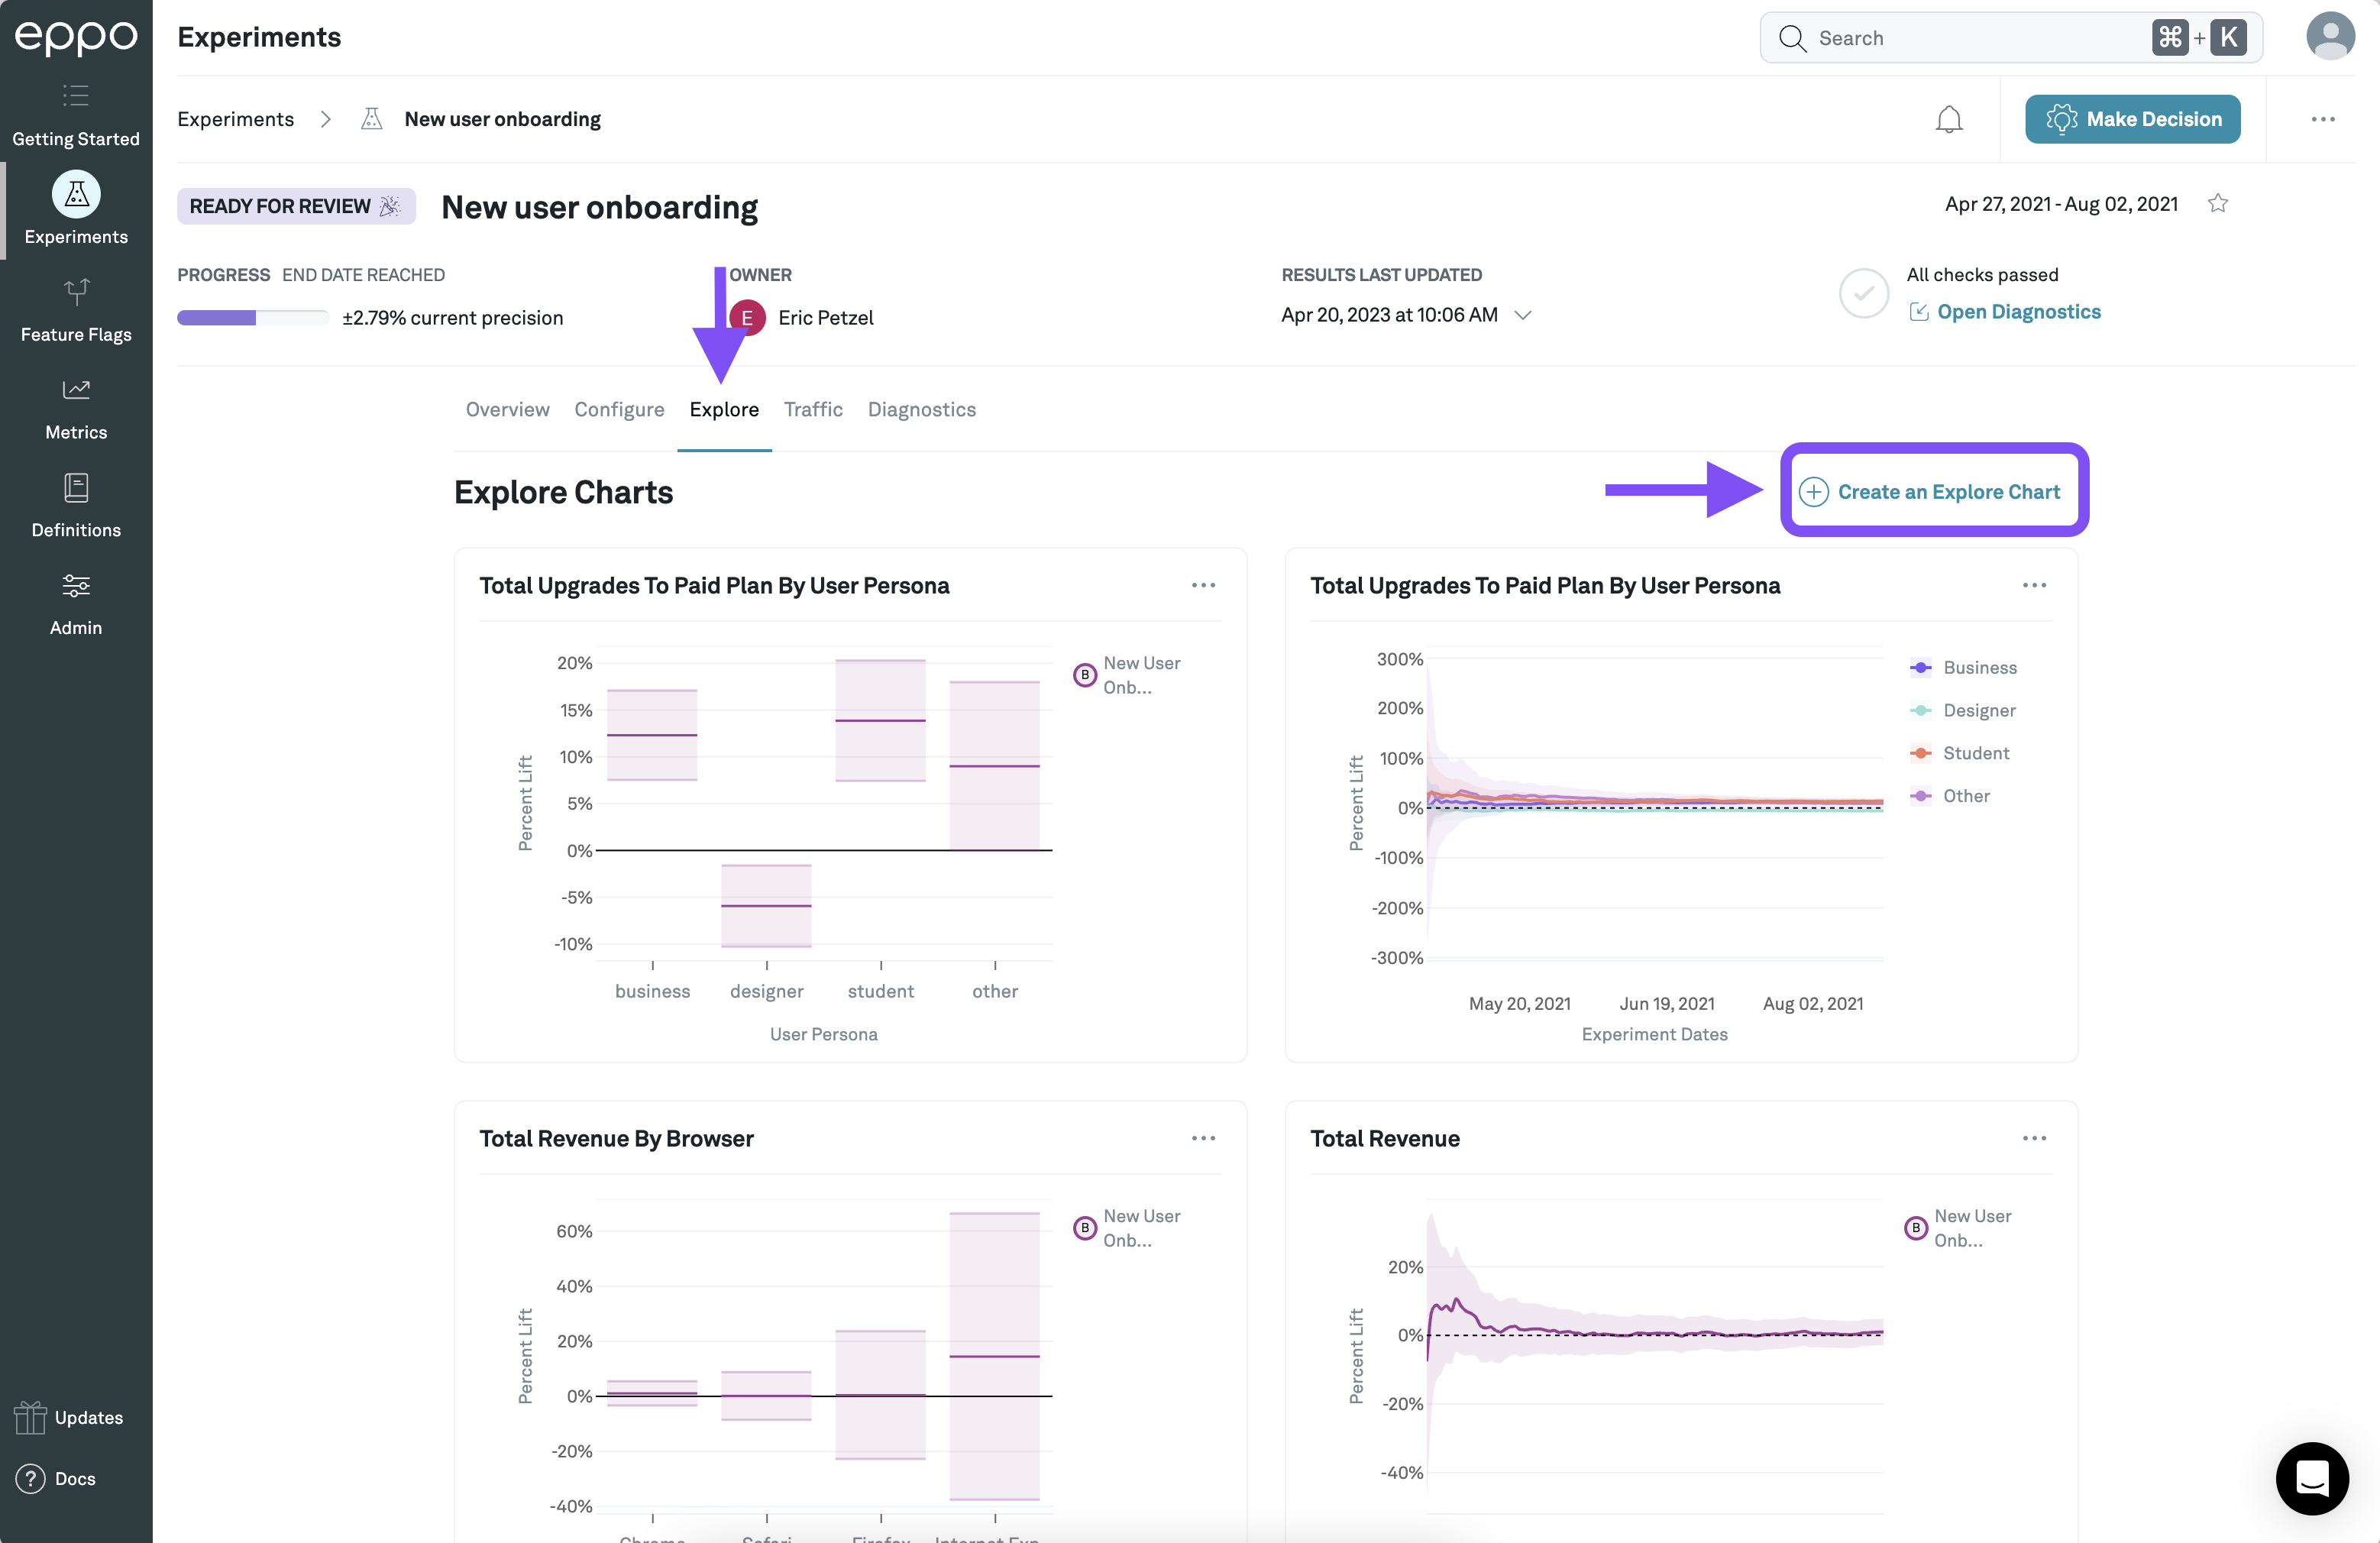 eppo
Experiments
Search
⌘ + K
Getting Started
Experiments
Feature Flags
Metrics
Definitions
Admin
Updates
? Docs
Experiments > New user onboarding
Make Decision
READY FOR REVIEW
New user onboarding
Apr 27, 2021 - Aug 02, 2021
PROGRESS END DATE REACHED
±2.79% current precision
OWNER
E Eric Petzel
RESULTS LAST UPDATED
Apr 20, 2023 at 10:06 AM
All checks passed
Open Diagnostics
Overview Configure Explore Traffic Diagnostics
Explore Charts
Create an Explore Chart
Total Upgrades To Paid Plan By User Persona
Percent Lift
20%
15%
10%
5%
0%
-5%
-10%
business designer student other
User Persona
B New User
Onb...
Total Upgrades To Paid Plan By User Persona
Percent Lift
300%
200%
100%
0%
-100%
-200%
-300%
May 20, 2021 Jun 19, 2021 Aug 02, 2021
Experiment Dates
Business
Designer
Student
Other
Total Revenue By Browser
Percent Lift
60%
40%
20%
0%
-20%
-40%
Chrome Safari Firefox Internet Exp
B New User
Onb...
Total Revenue
Percent Lift
20%
0%
-20%
-40%
B New User
Onb...